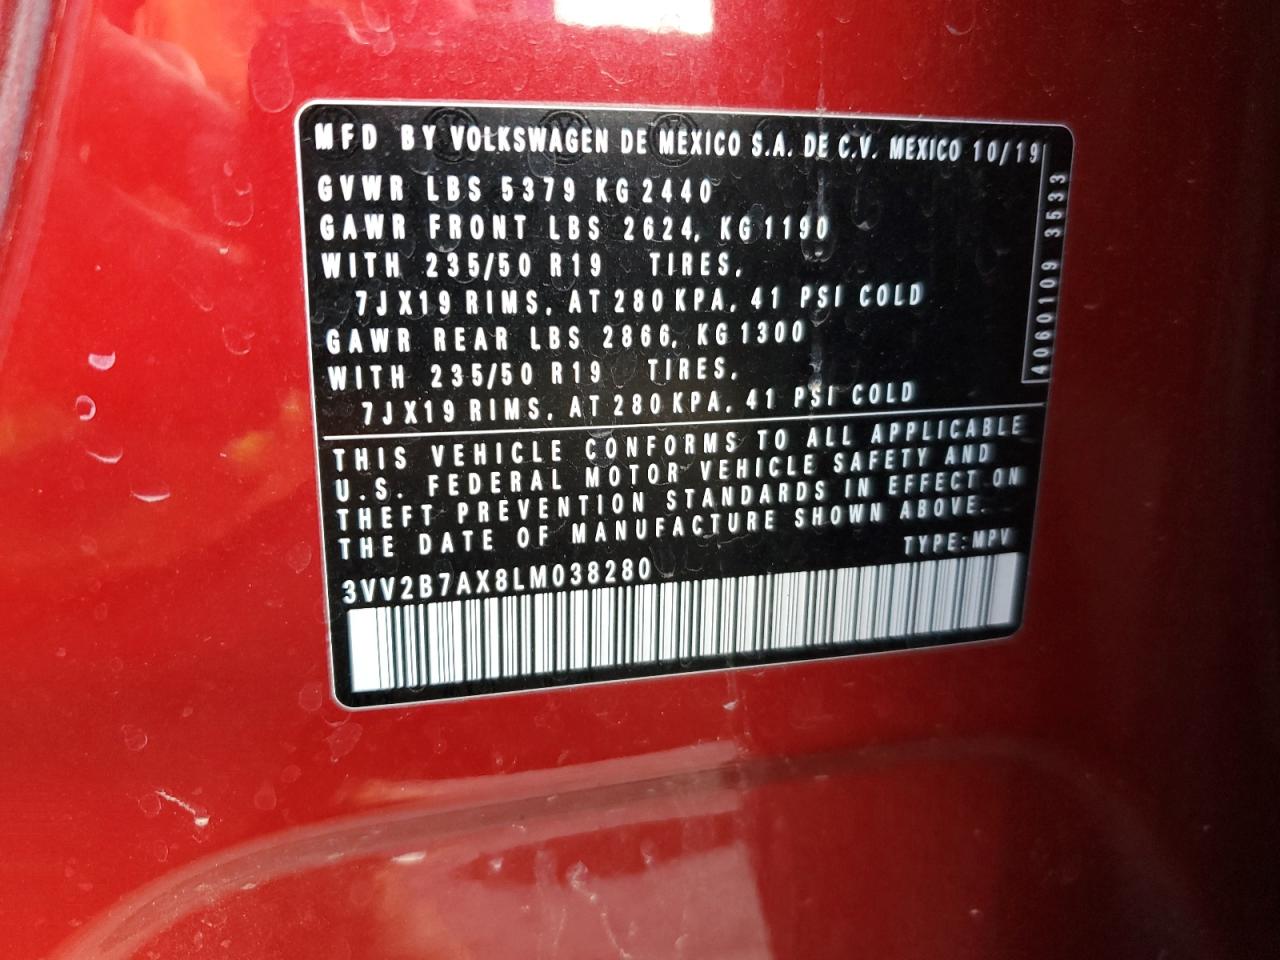 MFD BY VOLKSWAGEN DE MEXICO S.A. DE C.V. MEXICO 10/19
GVWR LBS 5379 KG 2440
GAWR FRONT LBS 2624, KG 1190
WITH 235/50 R19 TIRES,
7JX19 RIMS, AT 280 KPA, 41 PSI COLD
GAWR REAR LBS 2866, KG 1300
WITH 235/50 R19 TIRES,
7JX19 RIMS, AT 280 KPA, 41 PSI COLD
4060109 3533
THIS VEHICLE CONFORMS TO ALL APPLICABLE
U.S. FEDERAL MOTOR VEHICLE SAFETY AND
THEFT PREVENTION STANDARDS IN EFFECT ON
THE DATE OF MANUFACTURE SHOWN ABOVE.
TYPE: MPV
3VV2B7AX8LM038280